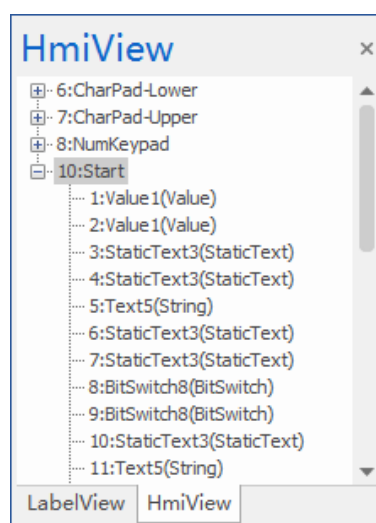 HmiView
6:CharPad-Lower
7:CharPad-Upper
8:NumKeypad
10:Start
1:Value1(Value)
2:Value1(Value)
3:StaticText3(StaticText)
4:StaticText3(StaticText)
5:Text5(String)
6:StaticText3(StaticText)
7:StaticText3(StaticText)
8:BitSwitch8(BitSwitch)
9:BitSwitch8(BitSwitch)
10:StaticText3(StaticText)
11:Text5(String)
LabelView HmiView